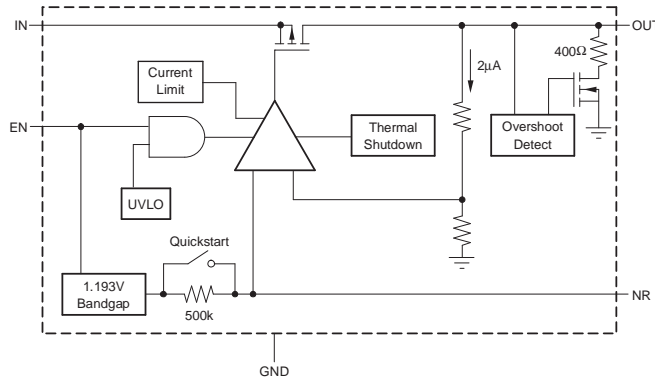 IN
OUT
400Ω
2μA
Current
Limit
EN
Thermal
Shutdown
Overshoot
Detect
UVLO
Quickstart
1.193V
Bandgap
500k
NR
GND